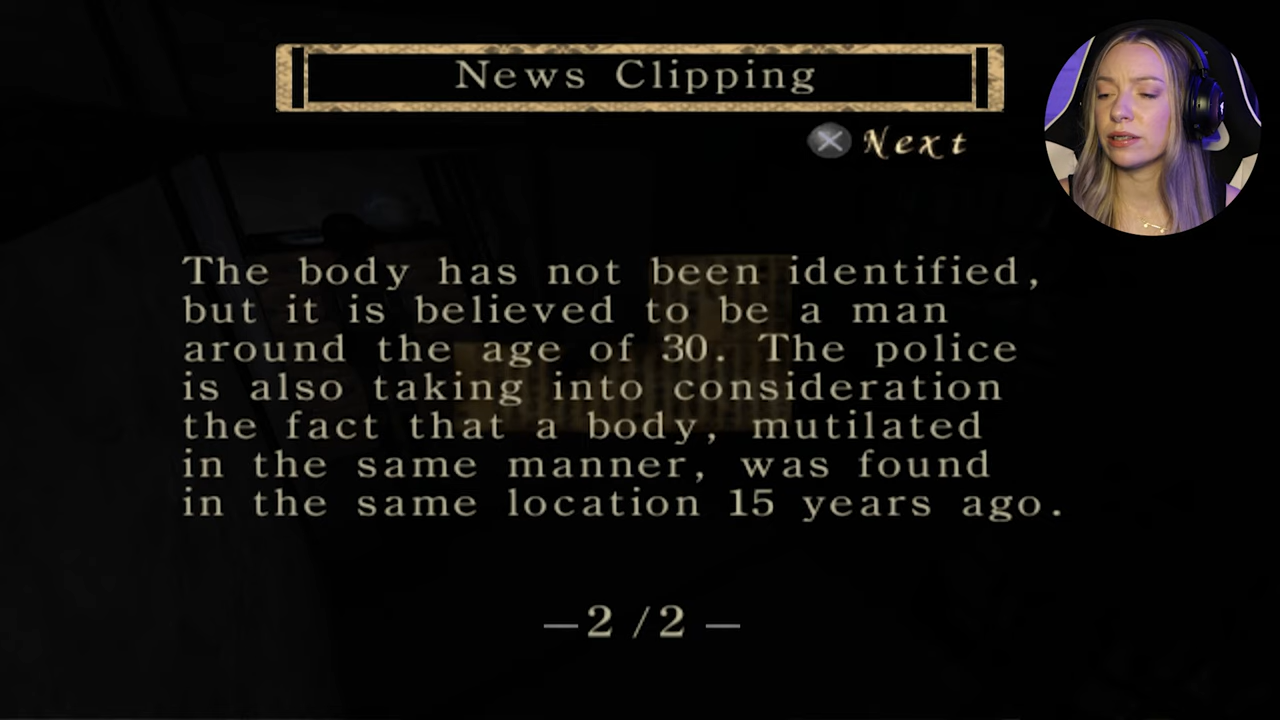 News Clipping
Next
The body has not been identified,
but it is believed to be a man
around the age of 30. The police
is also taking into consideration
the fact that a body, mutilated
in the same manner, was found
in the same location 15 years ago.
—2 /2 —